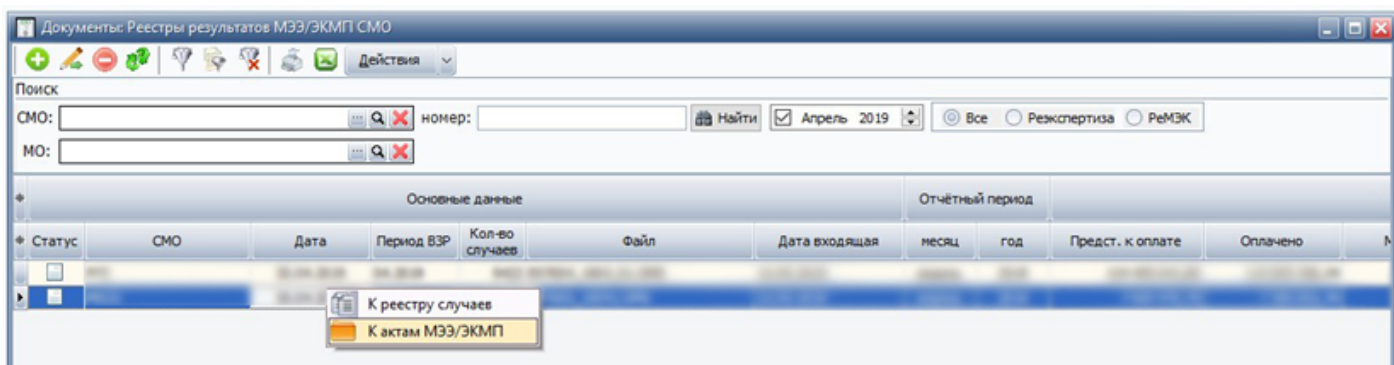 Документы: Реестры результатов МЭЭ/ЭКМП СМО
Действия
Поиск
СМО: номер: Найти Апрель 2019 Все Реэкспертиза РеМЭК
МО:
Основные данные Отчётный период
Статус СМО Дата Период ВЗР Кол-во случаев Файл Дата входящая месяц год Предст. к оплате Оплачено
К реестру случаев
К актам МЭЭ/ЭКМП